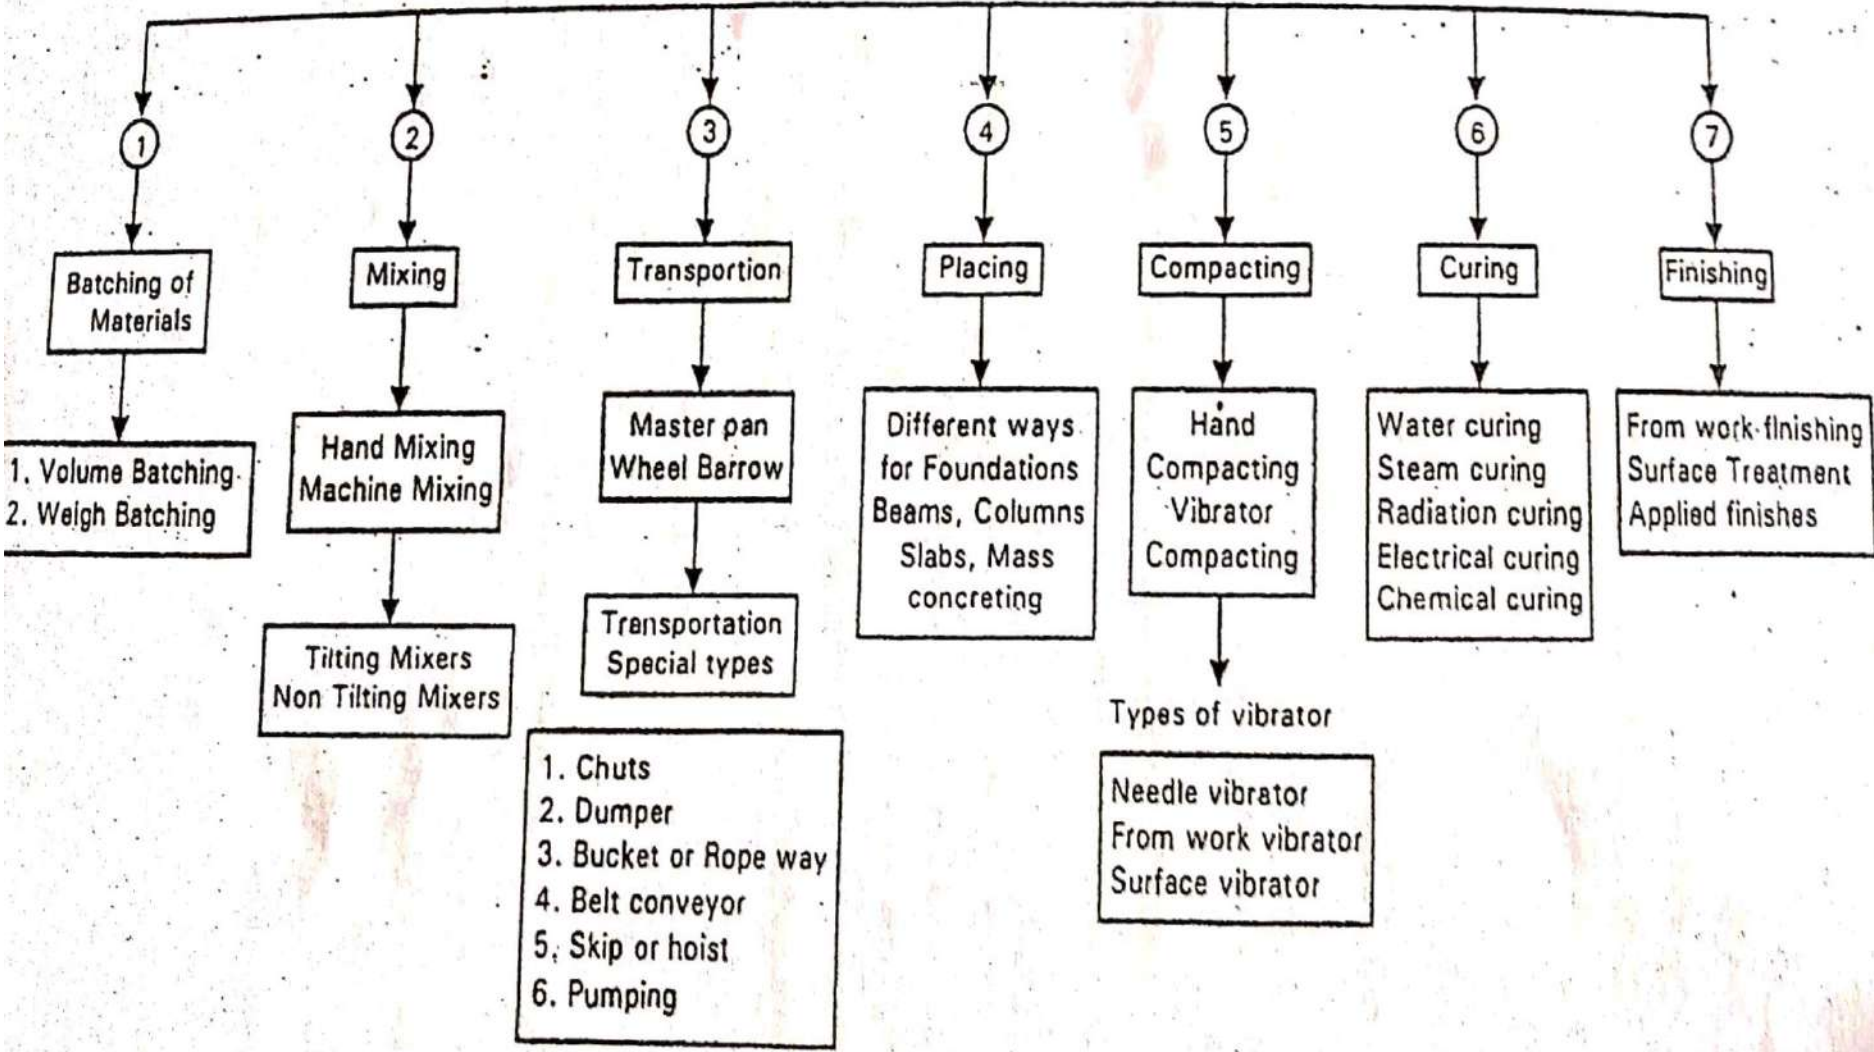 1
2
3
4
5
6
7
Batching of
Materials
Mixing
Transportion
Placing
Compacting
Curing
Finishing
1. Volume Batching
2. Weigh Batching
Hand Mixing
Machine Mixing
Tilting Mixers
Non Tilting Mixers
Master pan
Wheel Barrow
Transportation
Special types
1. Chuts
2. Dumper
3. Bucket or Rope way
4. Belt conveyor
5. Skip or hoist
6. Pumping
Different ways
for Foundations
Beams, Columns
Slabs, Mass
concreting
Hand
Compacting
Vibrator
Compacting
Types of vibrator
Needle vibrator
From work vibrator
Surface vibrator
Water curing
Steam curing
Radiation curing
Electrical curing
Chemical curing
From work finishing
Surface Treatment
Applied finishes